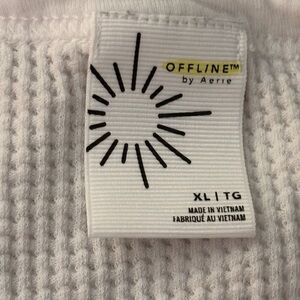 OFFLINE™
by Aerie
XL | TG
MADE IN VIETNAM
FABRIQUÉ AU VIETNAM